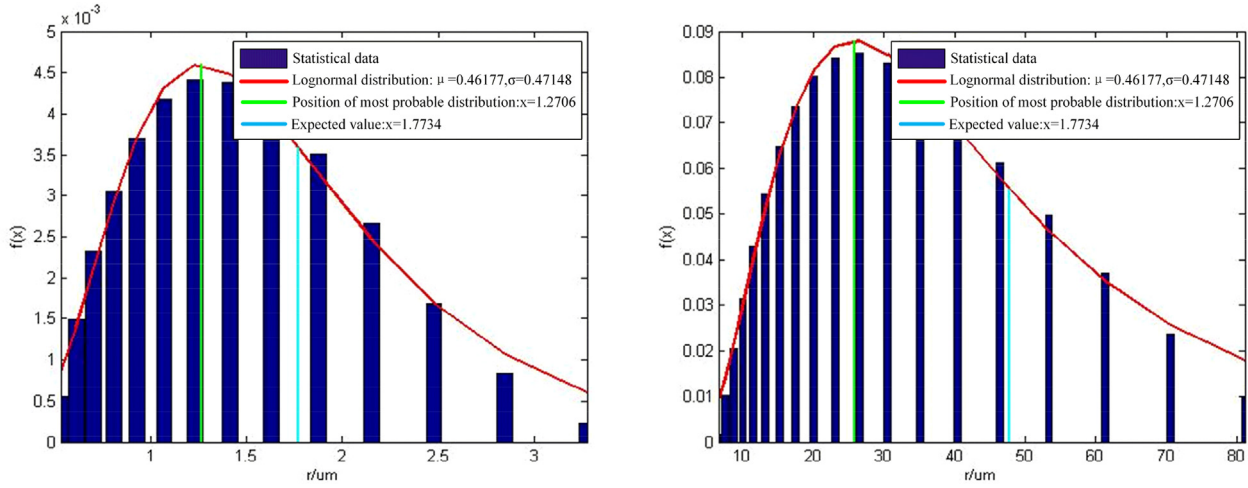 x 10-3
5
4.5
4
3.5
3
2.5
2
1.5
1
0.5
0
f(x)
1 1.5 2 2.5 3
r/um
Statistical data
Lognormal distribution: μ=0.46177,σ=0.47148
Position of most probable distribution:x=1.2706
Expected value:x=1.7734
0.09
0.08
0.07
0.06
0.05
0.04
0.03
0.02
0.01
0
f(x)
10 20 30 40 50 60 70 80
r/um
Statistical data
Lognormal distribution: μ=0.46177,σ=0.47148
Position of most probable distribution:x=1.2706
Expected value:x=1.7734